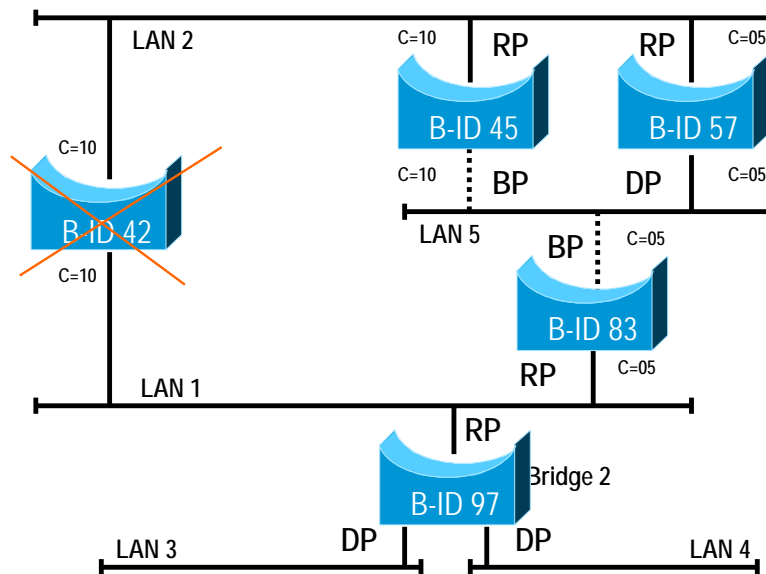 LAN 2
C=10
RP
RP
C=05
B-ID 45
B-ID 57
C=10
C=10
BP
DP
C=05
B-ID 42
LAN 5
C=10
BP
C=05
B-ID 83
RP
C=05
LAN 1
RP
Bridge 2
B-ID 97
LAN 3
DP
DP
LAN 4